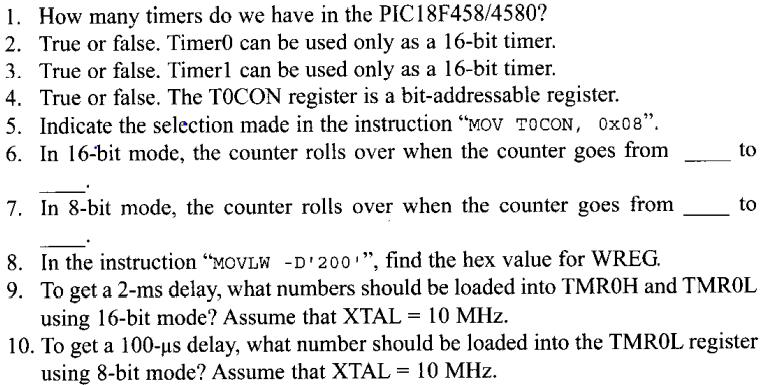 1. How many timers do we have in the PIC18F458/4580?
2. True or false. Timer0 can be used only as a 16-bit timer.
3. True or false. Timer1 can be used only as a 16-bit timer.
4. True or false. The T0CON register is a bit-addressable register.
5. Indicate the selection made in the instruction “MOV T0CON, 0x08”.
6. In 16-bit mode, the counter rolls over when the counter goes from ____ to
____.
7. In 8-bit mode, the counter rolls over when the counter goes from ____ to
____.
8. In the instruction “MOVLW -D'200'”, find the hex value for WREG.
9. To get a 2-ms delay, what numbers should be loaded into TMR0H and TMR0L
using 16-bit mode? Assume that XTAL = 10 MHz.
10. To get a 100-μs delay, what number should be loaded into the TMR0L register
using 8-bit mode? Assume that XTAL = 10 MHz.